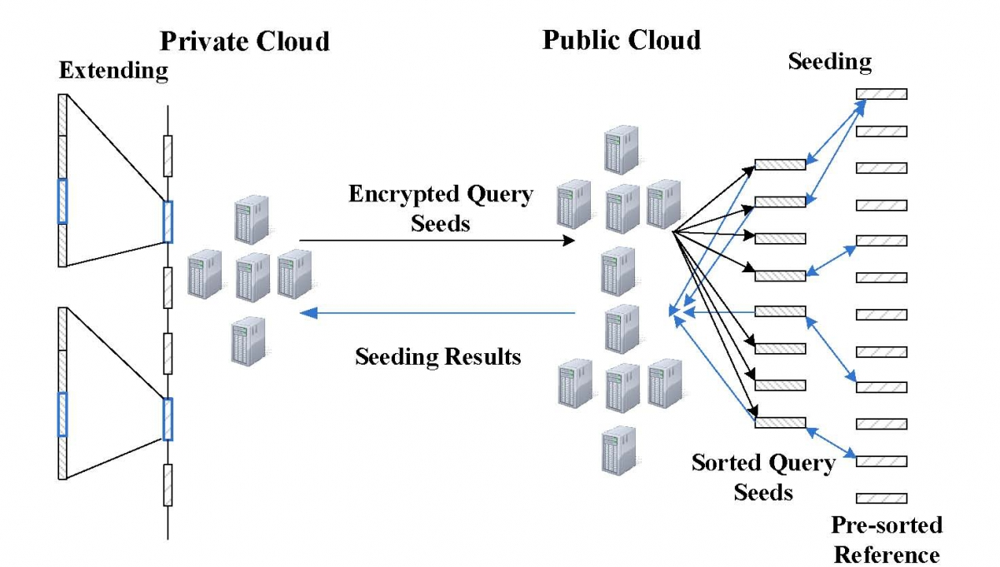 Private Cloud
Public Cloud
Extending
Seeding
Encrypted Query
Seeds
Seeding Results
Sorted Query
Seeds
Pre-sorted
Reference